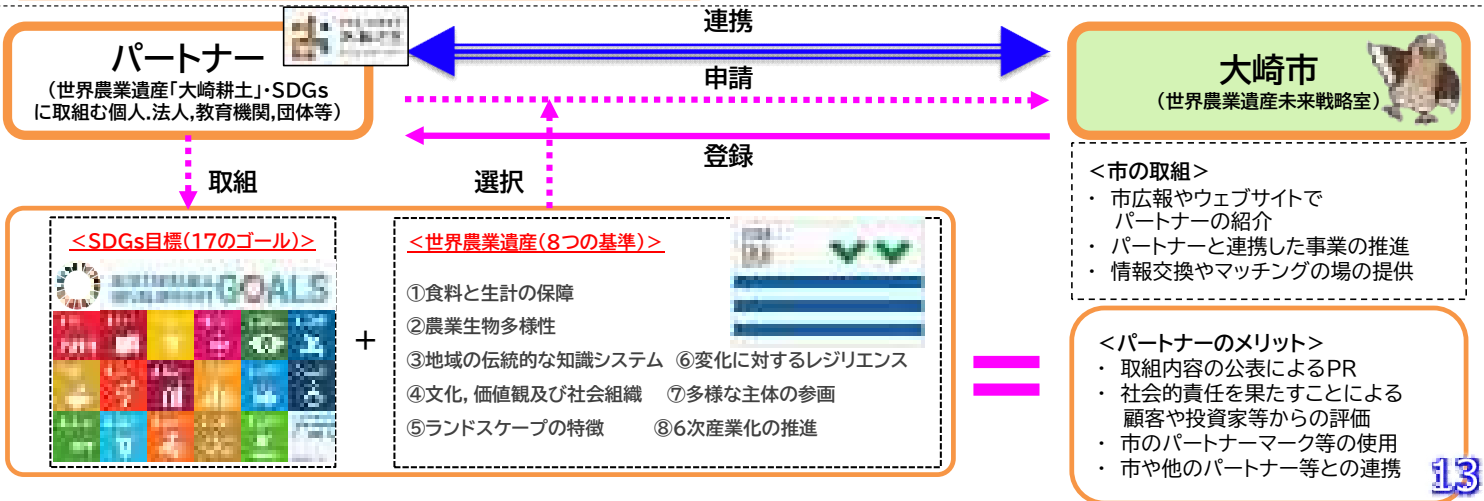 連携
パートナー
(世界農業遺産「大崎耕土」・SDGs
に取組む個人.法人,教育機関,団体等)
大崎市
(世界農業遺産未来戦略室)
申請
登録
取組
選択
<市の取組>
・ 市広報やウェブサイトで
パートナーの紹介
・ パートナーと連携した事業の推進
・ 情報交換やマッチングの場の提供
<SDGs目標(17のゴール)>
GOALS
+
<世界農業遺産(8つの基準)>
①食料と生計の保障
②農業生物多様性
③地域の伝統的な知識システム ⑥変化に対するレジリエンス
④文化, 価値観及び社会組織 ⑦多様な主体の参画
⑤ランドスケープの特徴 ⑧6次産業化の推進
<パートナーのメリット>
・ 取組内容の公表によるPR
・ 社会的責任を果たすことによる
顧客や投資家等からの評価
・ 市のパートナーマーク等の使用
・ 市や他のパートナー等との連携
13